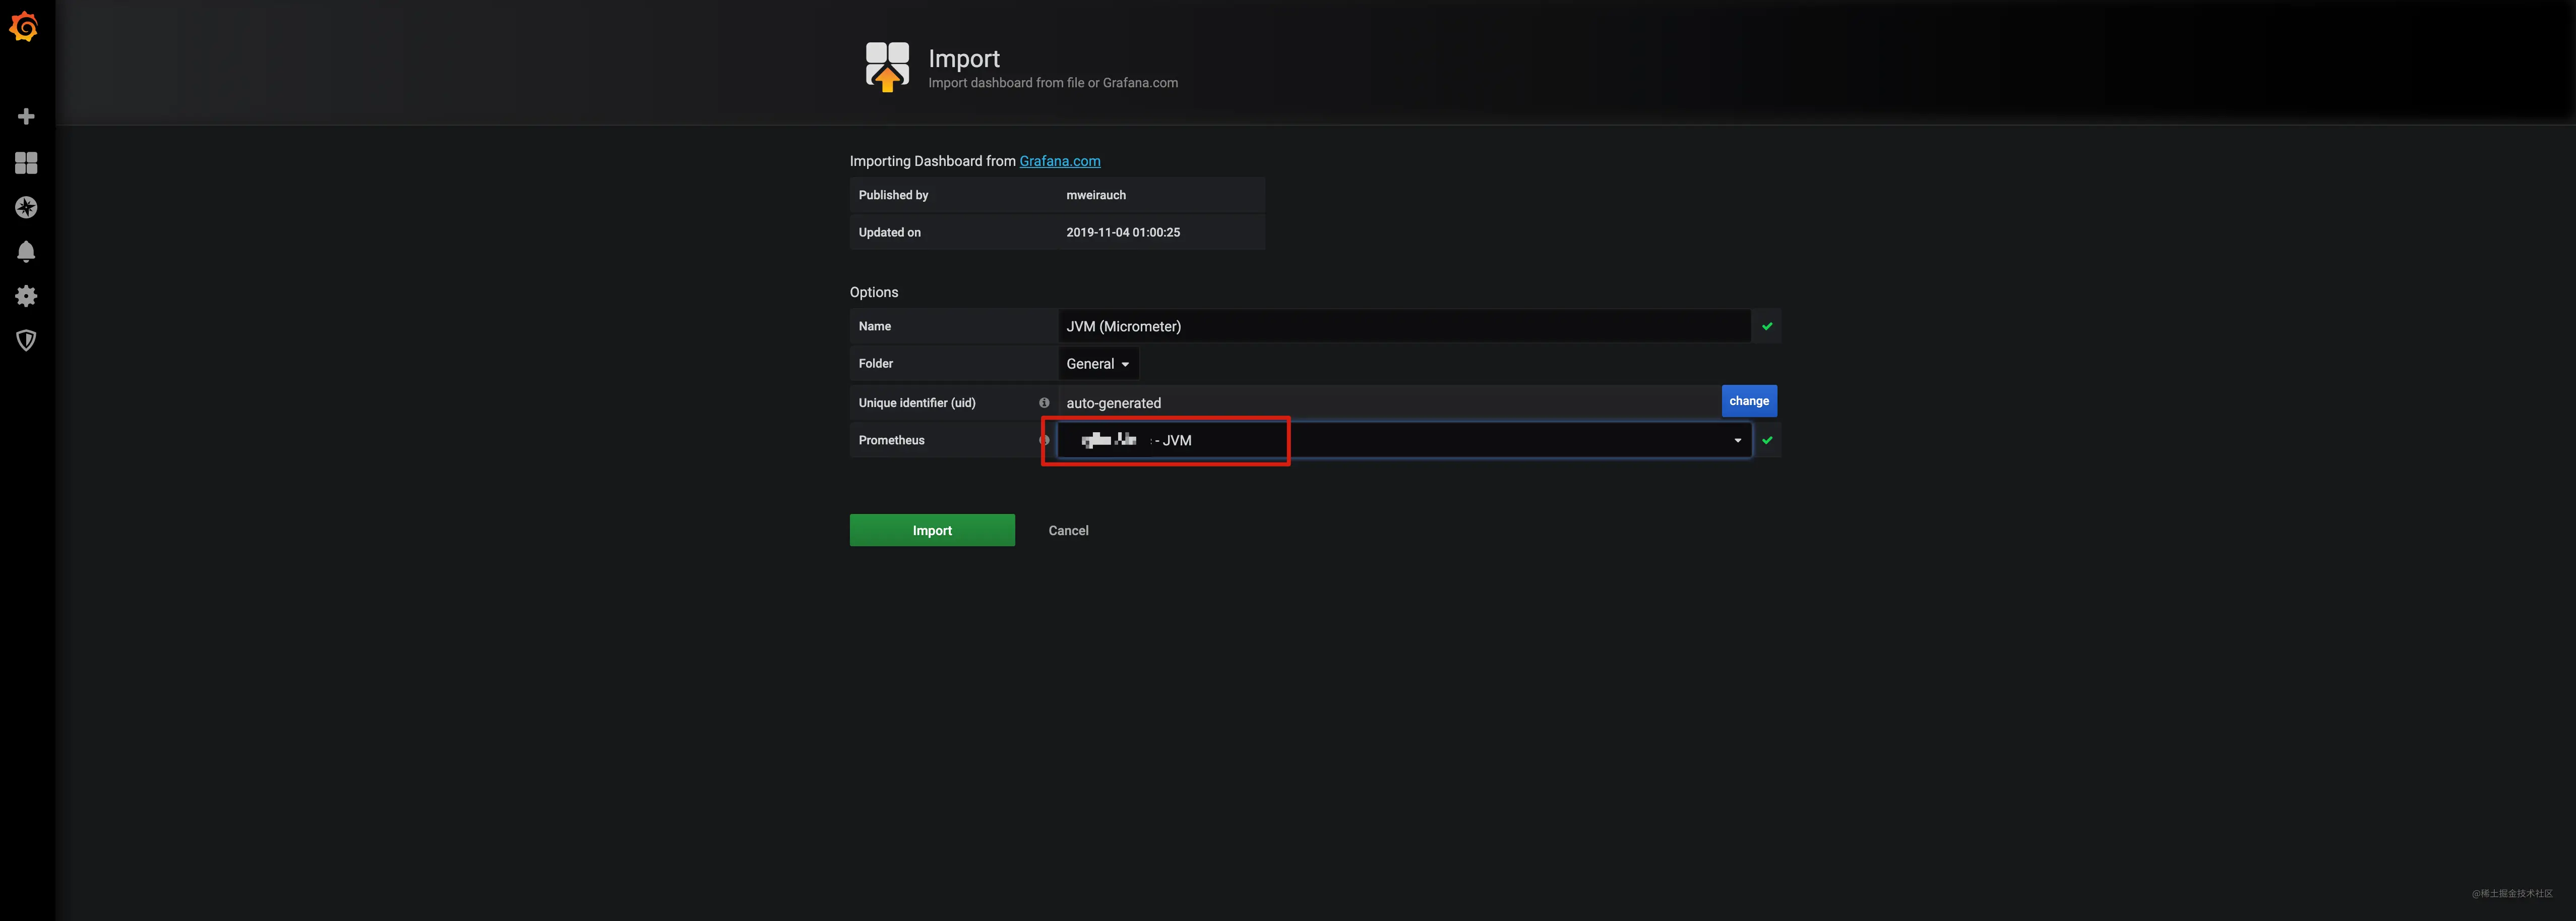 Import
Import dashboard from file or Grafana.com
Importing Dashboard from Grafana.com
Published by mweirauch
Updated on 2019-11-04 01:00:25
Options
Name JVM (Micrometer)
Folder General
Unique identifier (uid) auto-generated change
Prometheus - JVM
Import Cancel
@稀土掘金技术社区